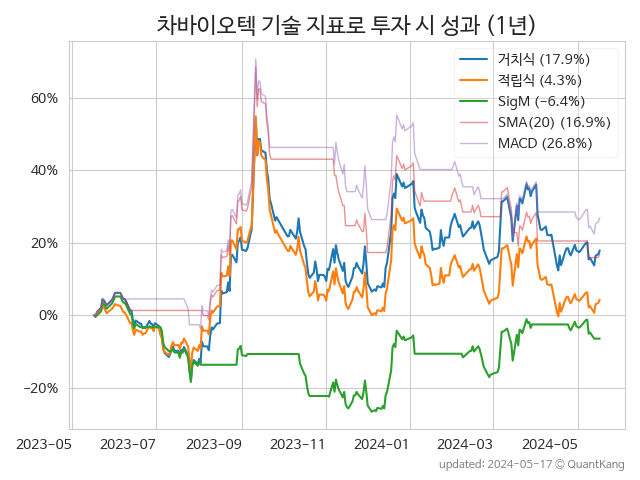 차바이오텍 기술 지표로 투자 시 성과 (1년)
거치식 (17.9%)
적립식 (4.3%)
SigM (−6.4%)
SMA(20) (16.9%)
MACD (26.8%)
60%
40%
20%
0%
−20%
2023-05 2023-07 2023-09 2023-11 2024-01 2024-03 2024-05
updated: 2024-05-17 © QuantKang